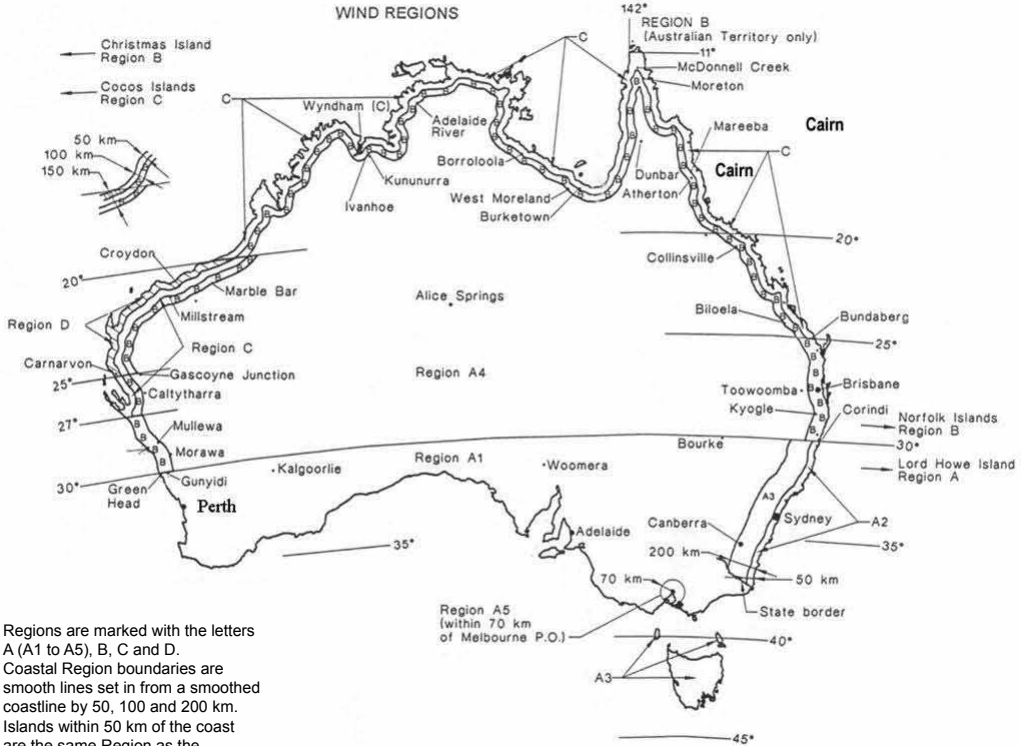 WIND REGIONS
142°
REGION B
(Australian Territory only)
11°
McDonnell Creek
Moreton
Christmas Island
Region B
Cocos Islands
Region C
C
C
Wyndham (C)
Adelaide
River
Mareeba
Cairn
Cairn
C
50 km
100 km
150 km
Borroloola
Kununurra
Ivanhoe
West Moreland
Burketown
Dunbar
Atherton
Croydon
20°
20°
Collinsville
Marble Bar
Millstream
Alice Springs
Biloela
Bundaberg
Region D
Region C
25°
Carnarvon
25°
Gascoyne Junction
Caltytharra
Region A4
Toowoomba
Brisbane
Kyogle
Corindi
27°
Mullewa
Morawa
Norfolk Islands
Region B
Bourke
30°
Region A1
Kalgoorlie
Woomera
Lord Howe Island
Region A
30°
Green
Head
Gunyidi
Perth
A3
Sydney
A2
Canberra
Adelaide
35°
35°
200 km
50 km
70 km
State border
Region A5
(within 70 km
of Melbourne P.O.)
40°
A3
45°
B B B B B B B B B B
Regions are marked with the letters
A (A1 to A5), B, C and D.
Coastal Region boundaries are
smooth lines set in from a smoothed
coastline by 50, 100 and 200 km.
Islands within 50 km of the coast
are the same Region as the